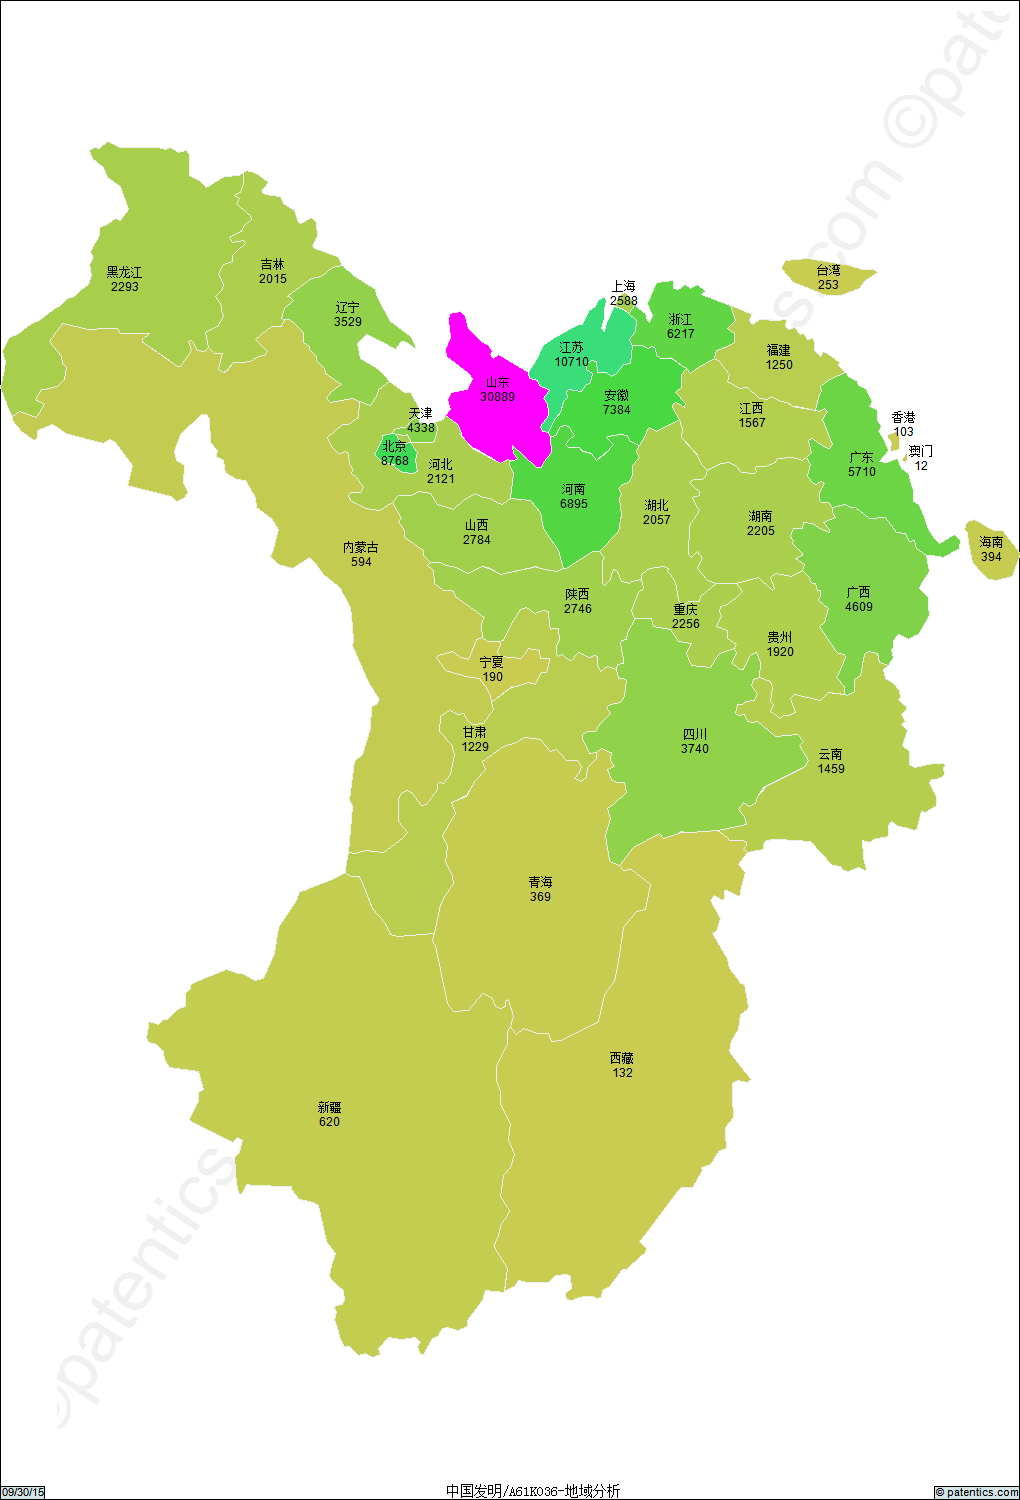 ©patentics.com ©patentics.com
黑龙江
2293
吉林
2015
辽宁
3529
上海
2588
台湾
253
浙江
6217
江苏
10710
福建
1250
山东
30889
安徽
7384
江西
1567
天津
4338
香港
103
北京
8768
河北
2121
广东
5710
澳门
12
河南
6895
湖北
2057
湖南
2205
山西
2784
内蒙古
594
海南
394
陕西
2746
重庆
2256
广西
4609
贵州
1920
宁夏
190
甘肃
1229
四川
3740
云南
1459
青海
369
西藏
132
新疆
620
09/30/15
中国发明/A61K036-地域分析
© patentics.com